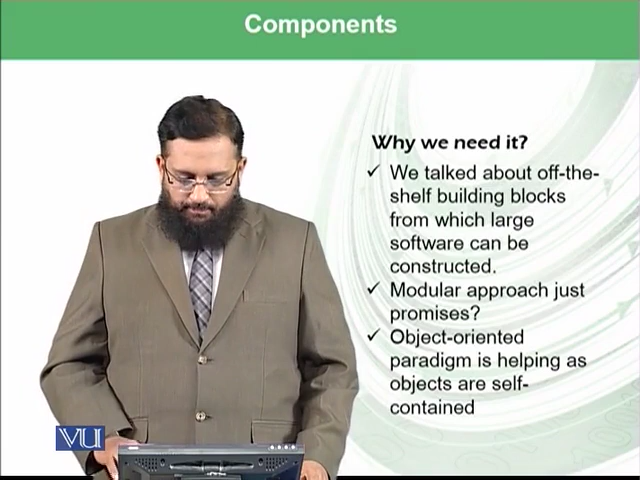 Components
Why we need it?
✓ We talked about off-the-
shelf building blocks
from which large
software can be
constructed.
✓ Modular approach just
promises?
✓ Object-oriented
paradigm is helping as
objects are self-
contained
VU